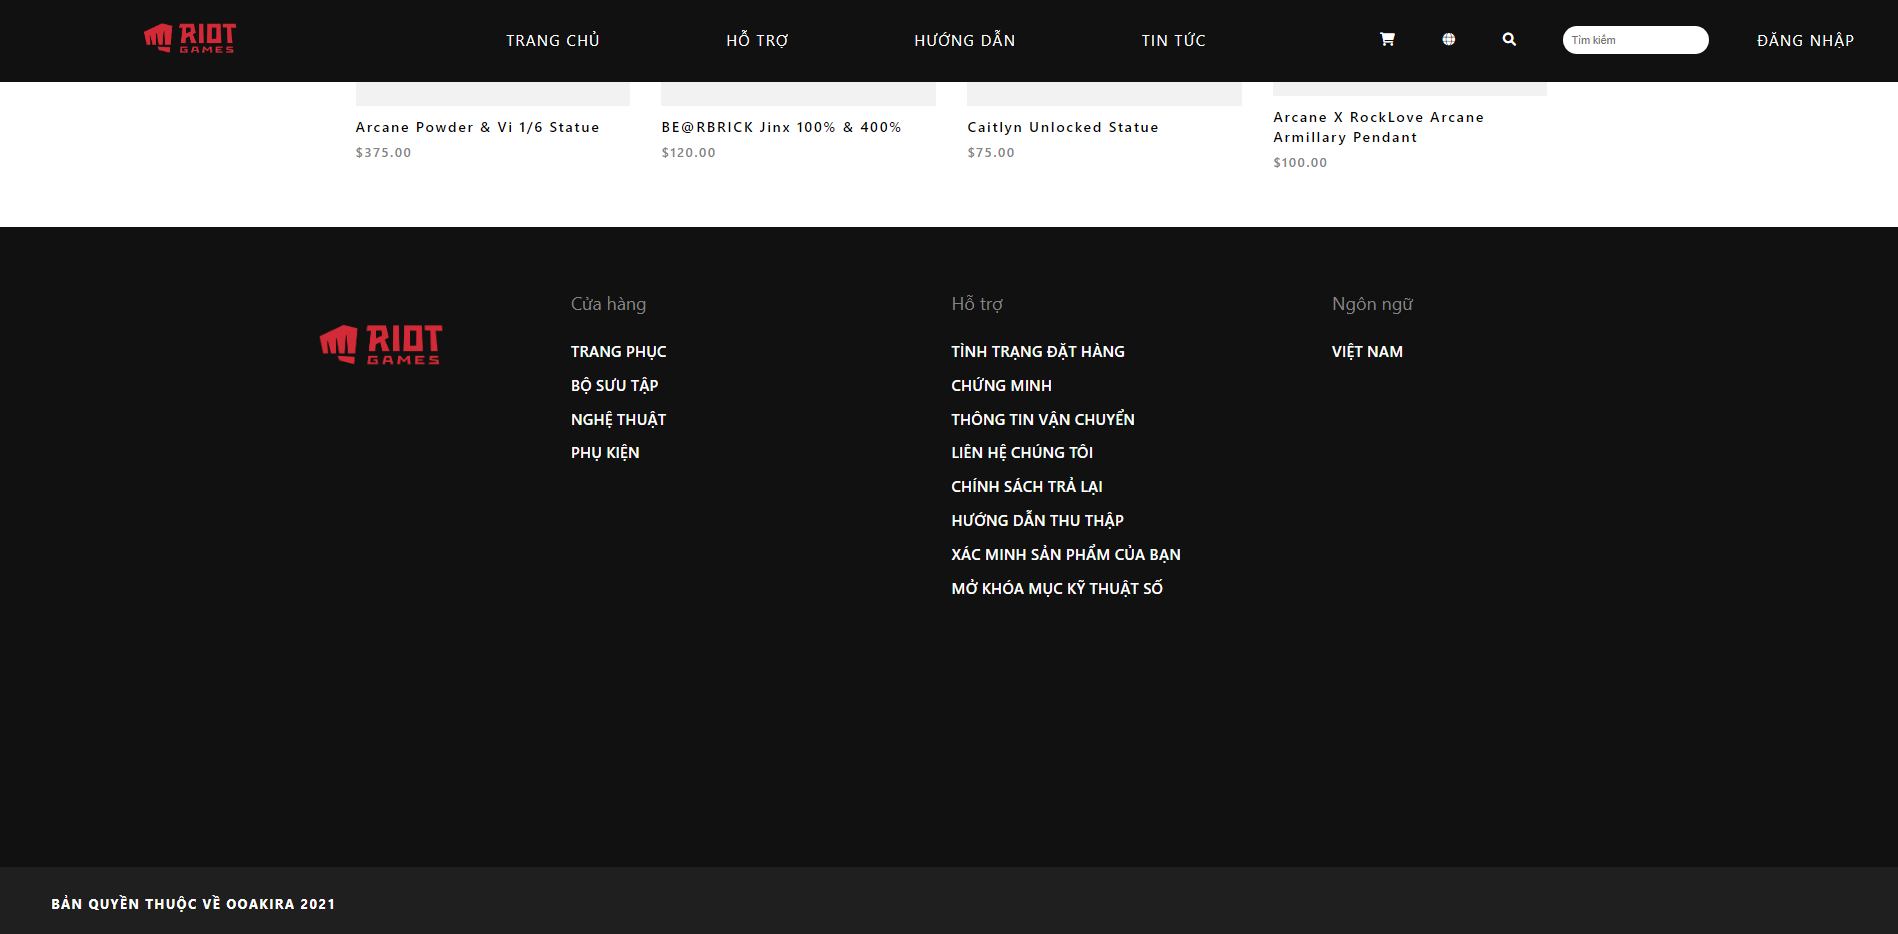 RIOT
GAMES
TRANG CHỦ
HỖ TRỢ
HƯỚNG DẪN
TIN TỨC
Tìm kiếm
ĐĂNG NHẬP
Arcane Powder & Vi 1/6 Statue
$375.00
BE@RBRICK Jinx 100% & 400%
$120.00
Caitlyn Unlocked Statue
$75.00
Arcane X RockLove Arcane
Armillary Pendant
$100.00
RIOT
GAMES
Cửa hàng
TRANG PHỤC
BỘ SƯU TẬP
NGHỆ THUẬT
PHỤ KIỆN
Hỗ trợ
TÌNH TRẠNG ĐẶT HÀNG
CHỨNG MINH
THÔNG TIN VẬN CHUYỂN
LIÊN HỆ CHÚNG TÔI
CHÍNH SÁCH TRẢ LẠI
HƯỚNG DẪN THU THẬP
XÁC MINH SẢN PHẨM CỦA BẠN
MỞ KHÓA MỤC KỸ THUẬT SỐ
Ngôn ngữ
VIỆT NAM
BẢN QUYỀN THUỘC VỀ OOAKIRA 2021